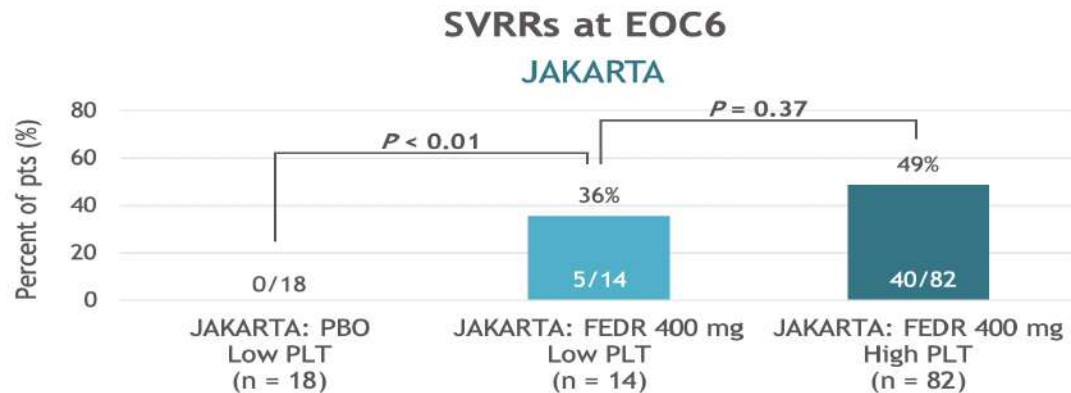 SVRRs at EOC6
JAKARTA
Percent of pts (%)
80
60
40
20
0
P < 0.01
P = 0.37
36%
49%
0/18
5/14
40/82
JAKARTA: PBO
Low PLT
(n = 18)
JAKARTA: FEDR 400 mg
Low PLT
(n = 14)
JAKARTA: FEDR 400 mg
High PLT
(n = 82)